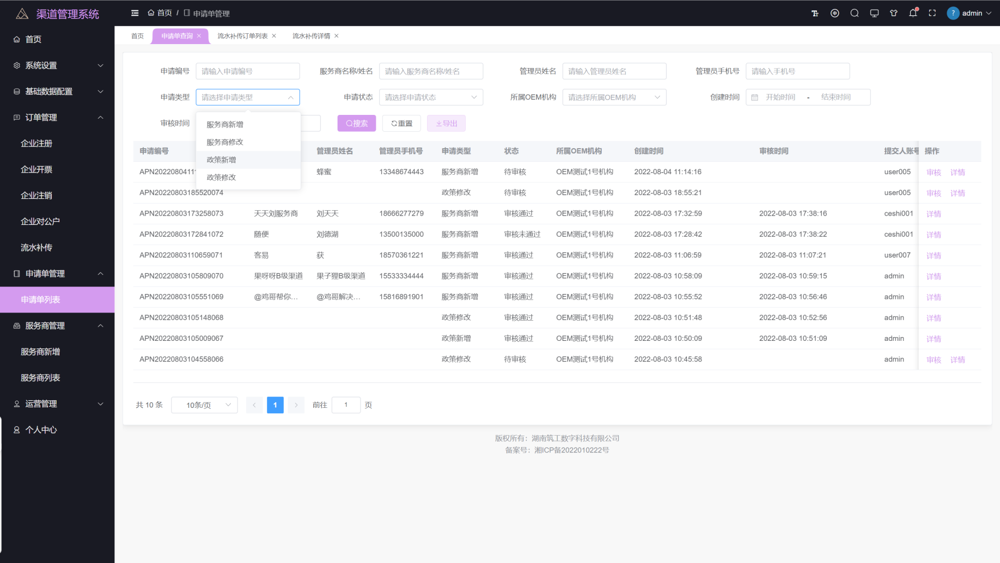 渠道管理系统
首页 / 申请单管理
admin
首页
系统设置
基础数据配置
订单管理
企业注册
企业开票
企业注销
企业对公户
流水补传
申请单管理
申请单列表
服务商管理
服务商新增
服务商列表
运营管理
个人中心
首页 申请单查询 流水补传订单列表 流水补传详情
申请编号 请输入申请编号 服务商名称/姓名 请输入服务商名称/姓名 管理员姓名 请输入管理员姓名 管理员手机号 请输入手机号
申请类型 请选择申请类型 申请状态 请选择申请状态 所属OEM机构 请选择所属OEM机构 创建时间 开始时间 - 结束时间
审核时间 搜索 重置 导出
服务商新增
服务商修改
政策新增
政策修改
申请编号 管理员姓名 管理员手机号 申请类型 状态 所属OEM机构 创建时间 审核时间 提交人账号 操作
APN2022080411 蜂蜜 13348674443 服务商新增 待审核 OEM测试1号机构 2022-08-04 11:14:16 user005 审核 详情
APN20220803185520074 政策修改 待审核 OEM测试1号机构 2022-08-03 18:55:21 user005 审核 详情
APN20220803173258073 天天刘服务商 刘天天 18666277279 服务商新增 审核通过 OEM测试1号机构 2022-08-03 17:32:59 2022-08-03 17:38:16 ceshi001 详情
APN20220803172841072 随便 刘德湖 13500135000 服务商新增 审核未通过 OEM测试1号机构 2022-08-03 17:28:42 2022-08-03 17:38:22 ceshi001 详情
APN20220803110659071 客易 获 18570361221 服务商新增 审核通过 OEM测试1号机构 2022-08-03 11:06:59 2022-08-03 11:07:21 user007 详情
APN20220803105809070 果呀呀B级渠道 果子狸B级渠道 15533334444 服务商新增 审核通过 OEM测试1号机构 2022-08-03 10:58:09 2022-08-03 10:59:15 admin 详情
APN20220803105551069 @鸡哥帮你... @鸡哥解决... 15816891901 服务商新增 审核通过 OEM测试1号机构 2022-08-03 10:55:52 2022-08-03 10:56:46 admin 详情
APN20220803105148068 政策修改 审核通过 OEM测试1号机构 2022-08-03 10:51:48 2022-08-03 10:52:56 admin 详情
APN20220803105009067 政策新增 审核通过 OEM测试1号机构 2022-08-03 10:50:09 2022-08-03 10:51:09 admin 详情
APN20220803104558066 政策修改 待审核 OEM测试1号机构 2022-08-03 10:45:58 admin 审核 详情
共 10 条 10条/页 1 前往 1 页
版权所有：湖南筑工数字科技有限公司
备案号：湘ICP备2022010222号